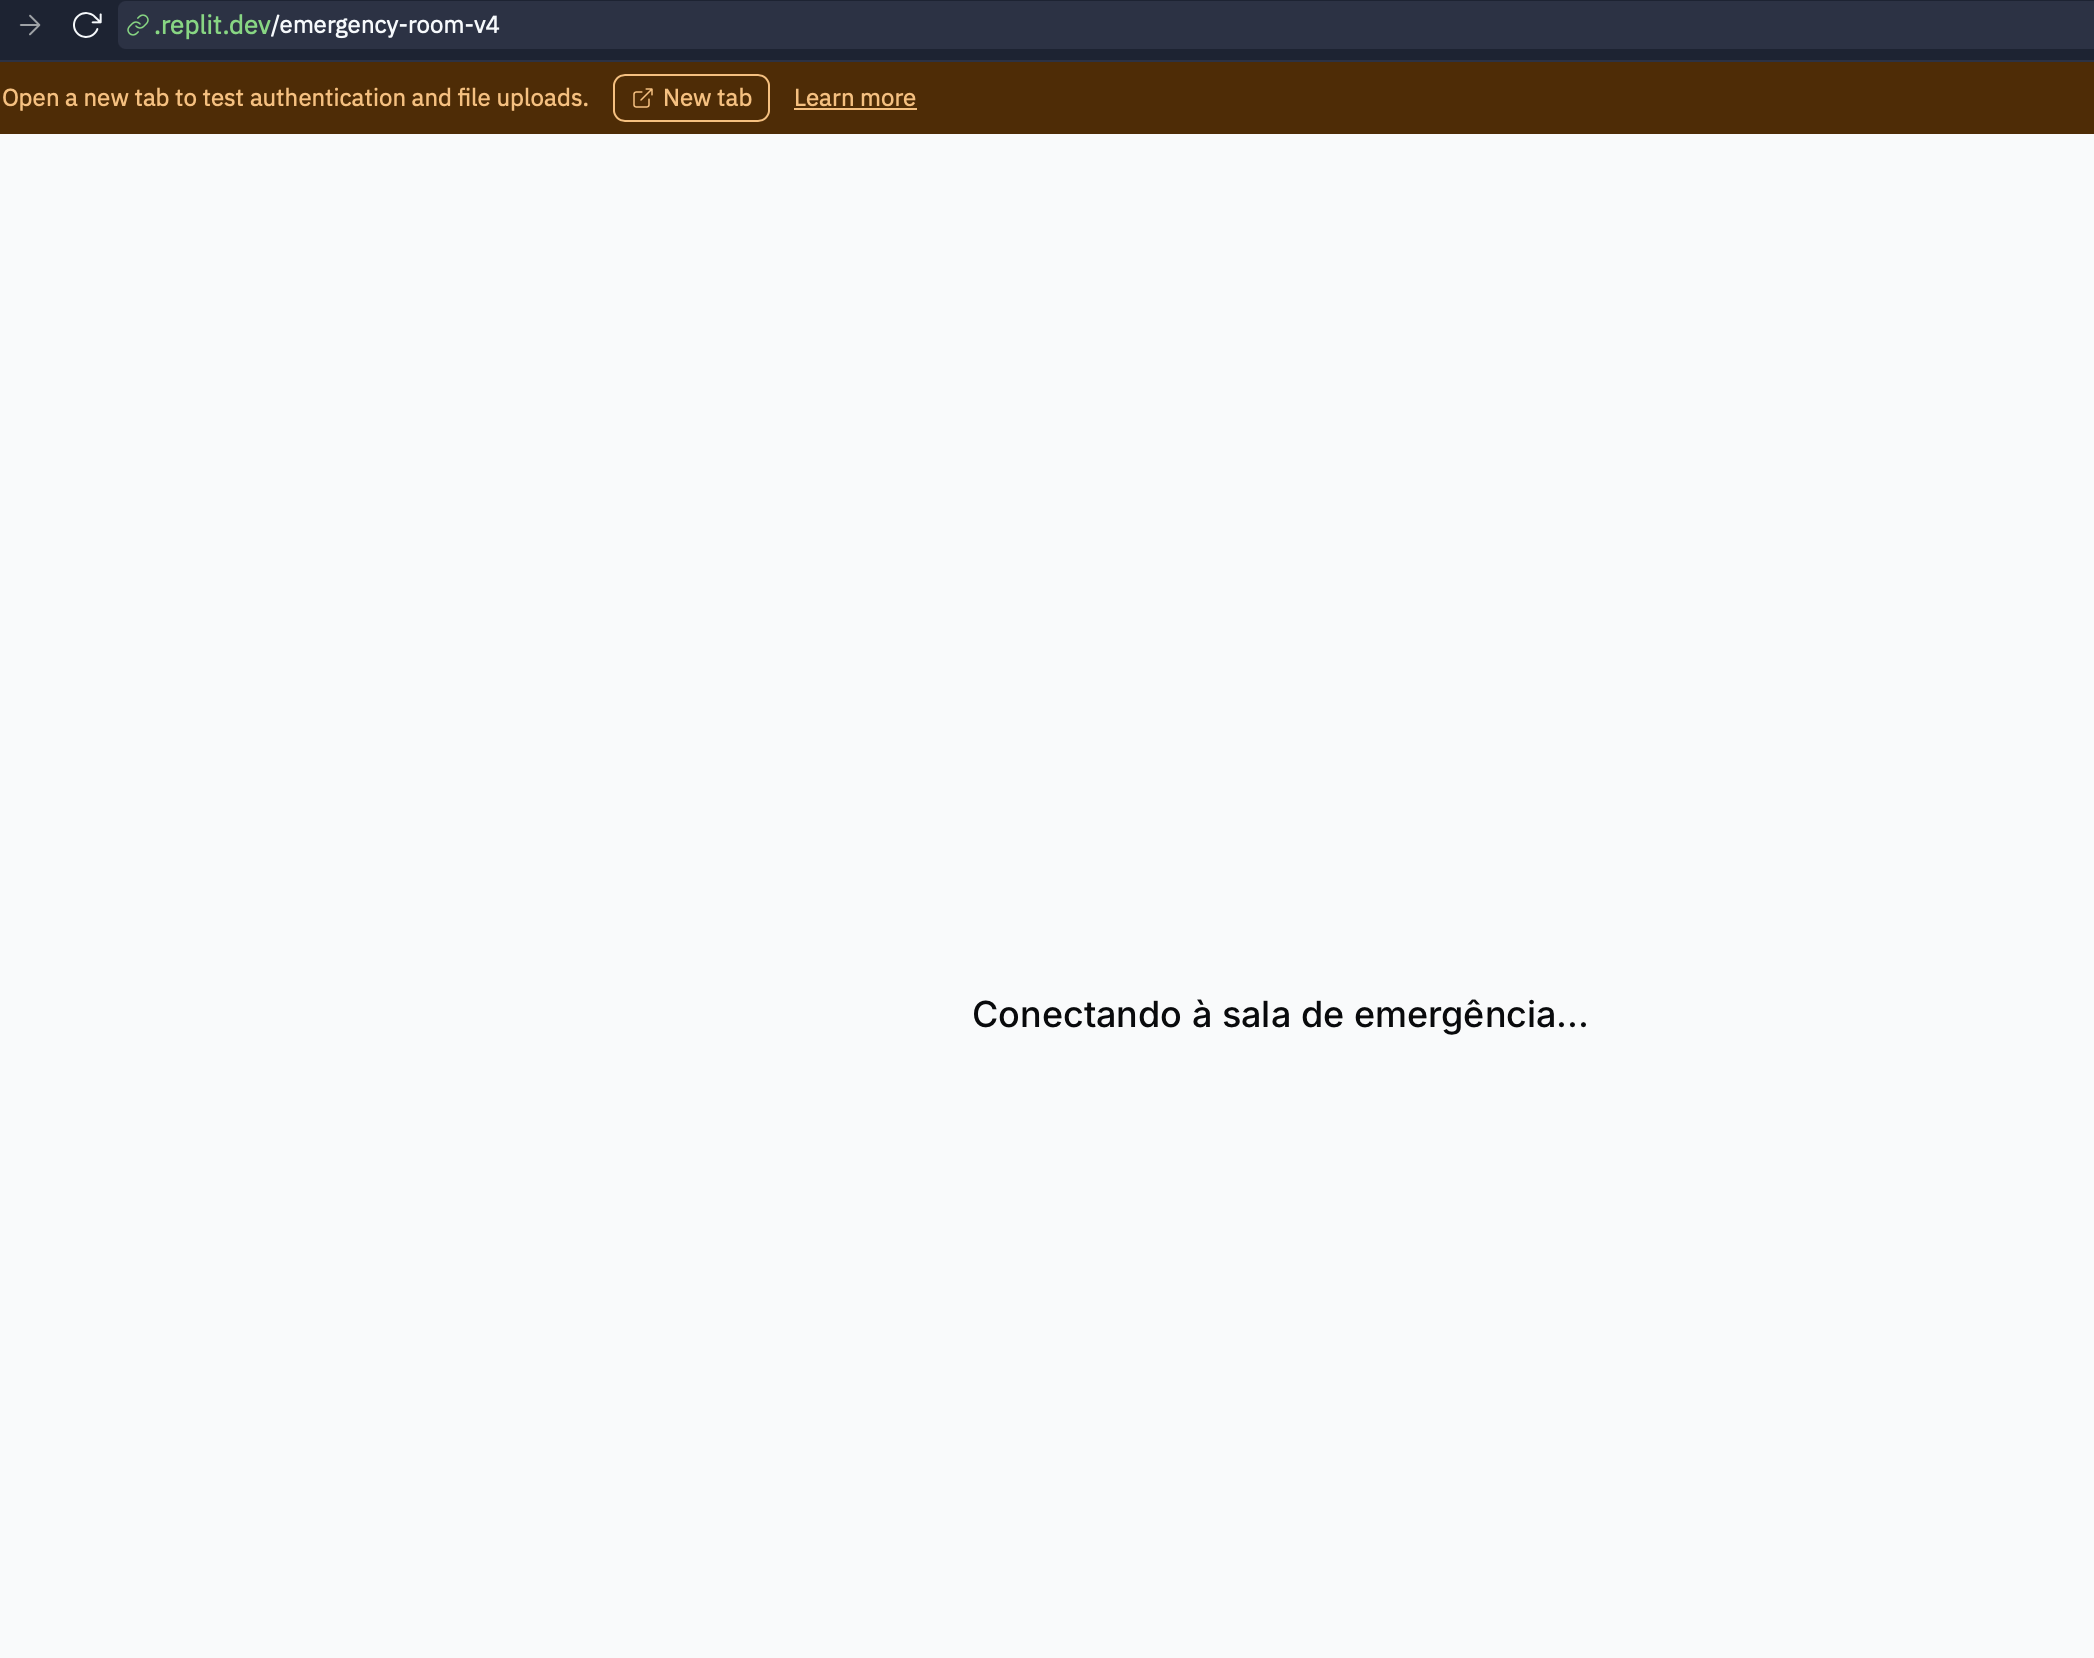 .replit.dev/emergency-room-v4
Open a new tab to test authentication and file uploads. New tab Learn more
Conectando à sala de emergência...